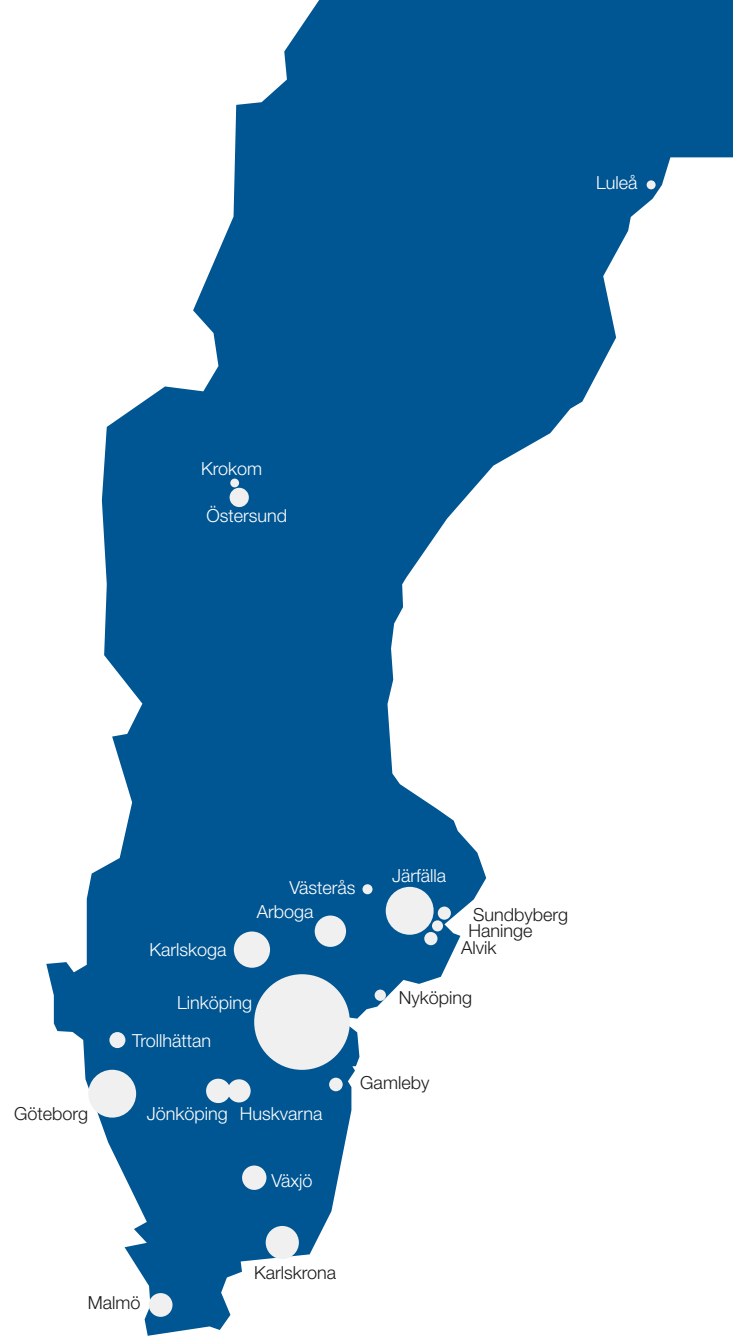 Luleå
Krokom
Östersund
Järfälla
Västerås
Arboga
Sundbyberg
Haninge
Alvik
Karlskoga
Nyköping
Linköping
Trollhättan
Gamleby
Göteborg
Jönköping
Huskvarna
Växjö
Karlskrona
Malmö